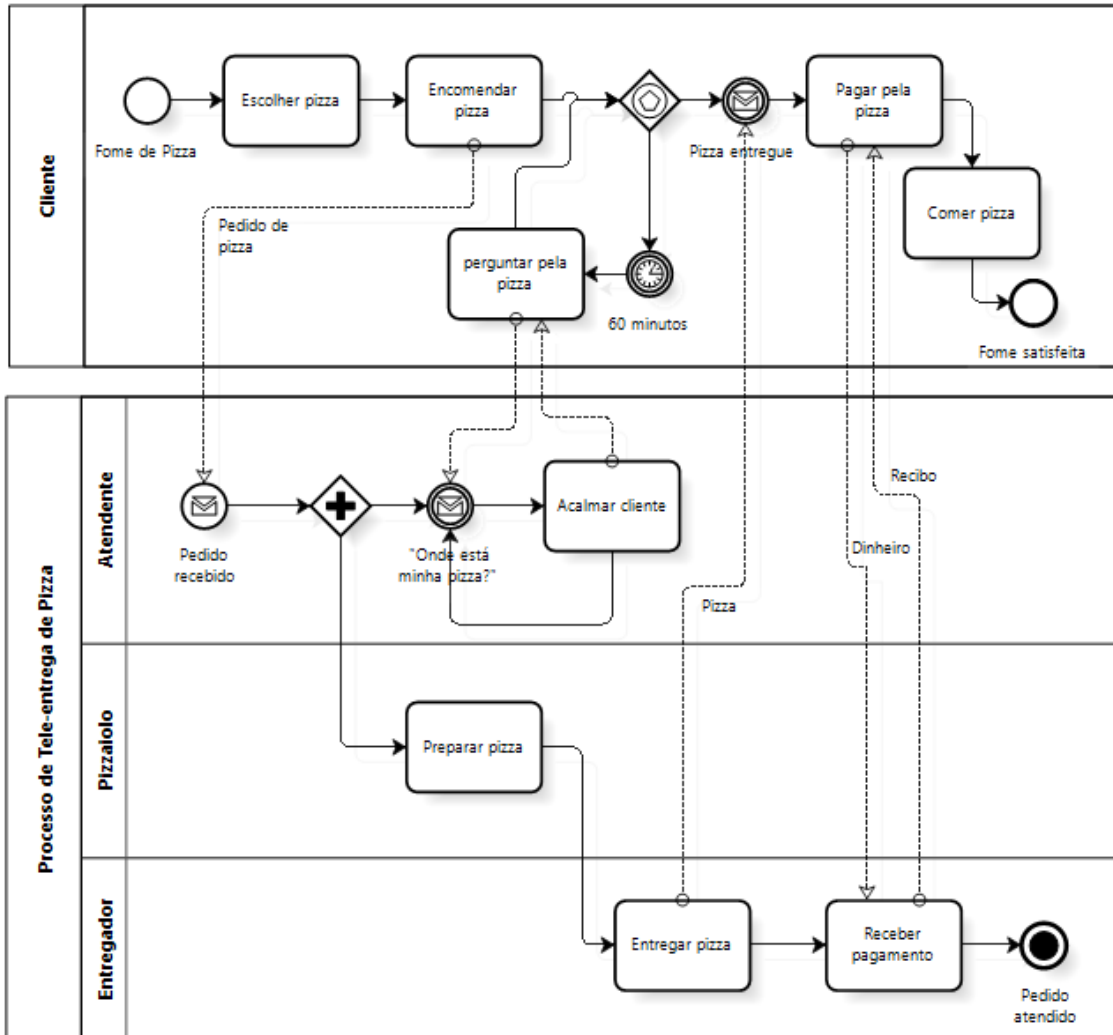 Cliente
Fome de Pizza
Escolher pizza
Encomendar
pizza
Pizza entregue
Pagar pela
pizza
Comer pizza
Fome satisfeita
Pedido de
pizza
perguntar pela
pizza
60 minutos
Processo de Tele-entrega de Pizza
Atendente
Pedido
recebido
"Onde está
minha pizza?"
Acalmar cliente
Pizza
Dinheiro
Recibo
Pizzaiolo
Preparar pizza
Entregador
Entregar pizza
Receber
pagamento
Pedido
atendido